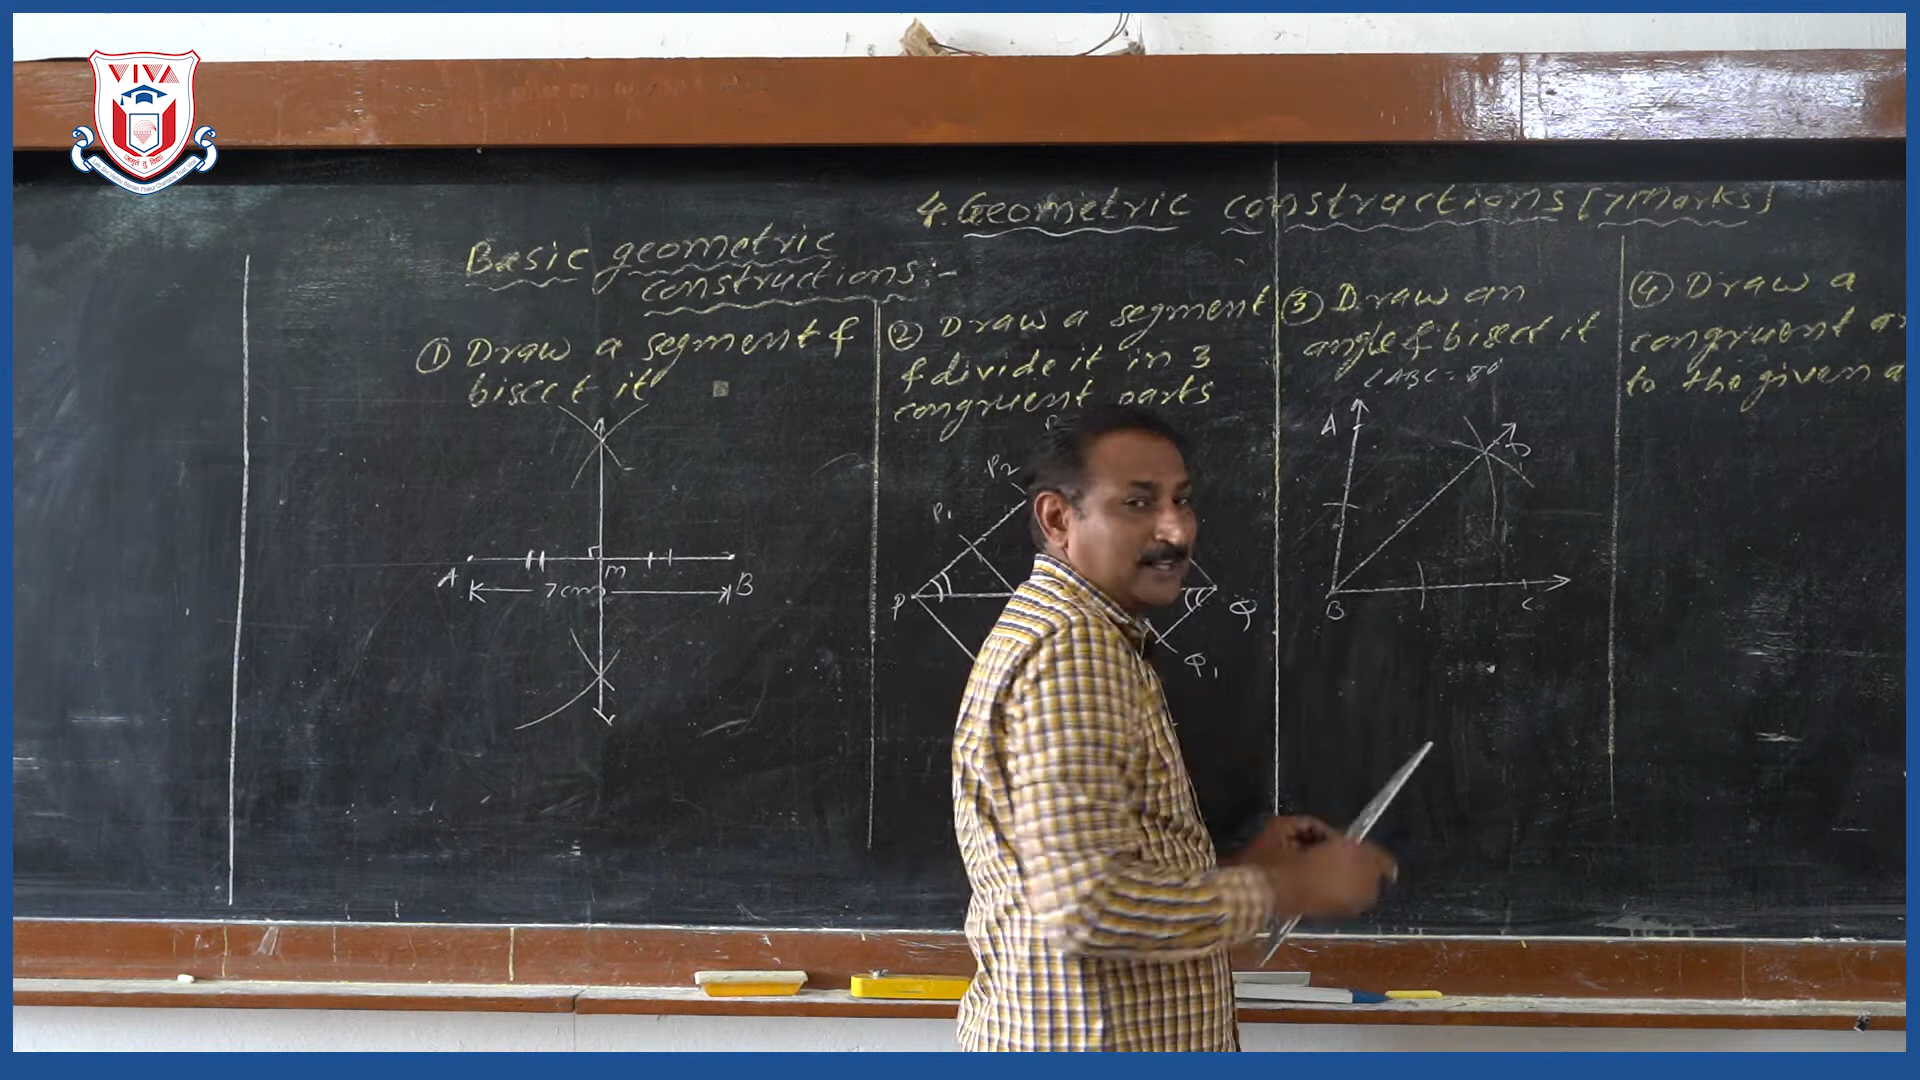 VIVA
4. Geometric constructions [7 Marks]
Basic geometric
constructions:-
① Draw a segment &
bisect it
A
7cm
M
B
② Draw a segment
& divide it in 3
congruent parts
P2
P1
P
Q
Q1
③ Draw an
angle & bisect it
∠ABC = 80°
A
D
B
C
④ Draw a
congruent
to the given